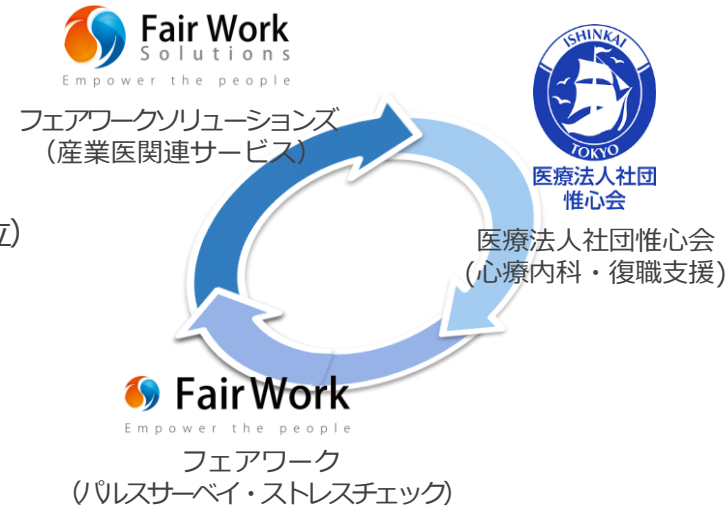 Fair Work
Solutions
Empower the people
フェアワークソリューションズ
（産業医関連サービス）
ISHINKAI
TOKYO
医療法人社団
惟心会
医療法人社団惟心会
(心療内科・復職支援)
立)
Fair Work
Empower the people
フェアワーク
（パルスサーベイ・ストレスチェック）